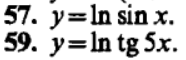 57. y=ln sin x.
59. y=ln tg 5x.